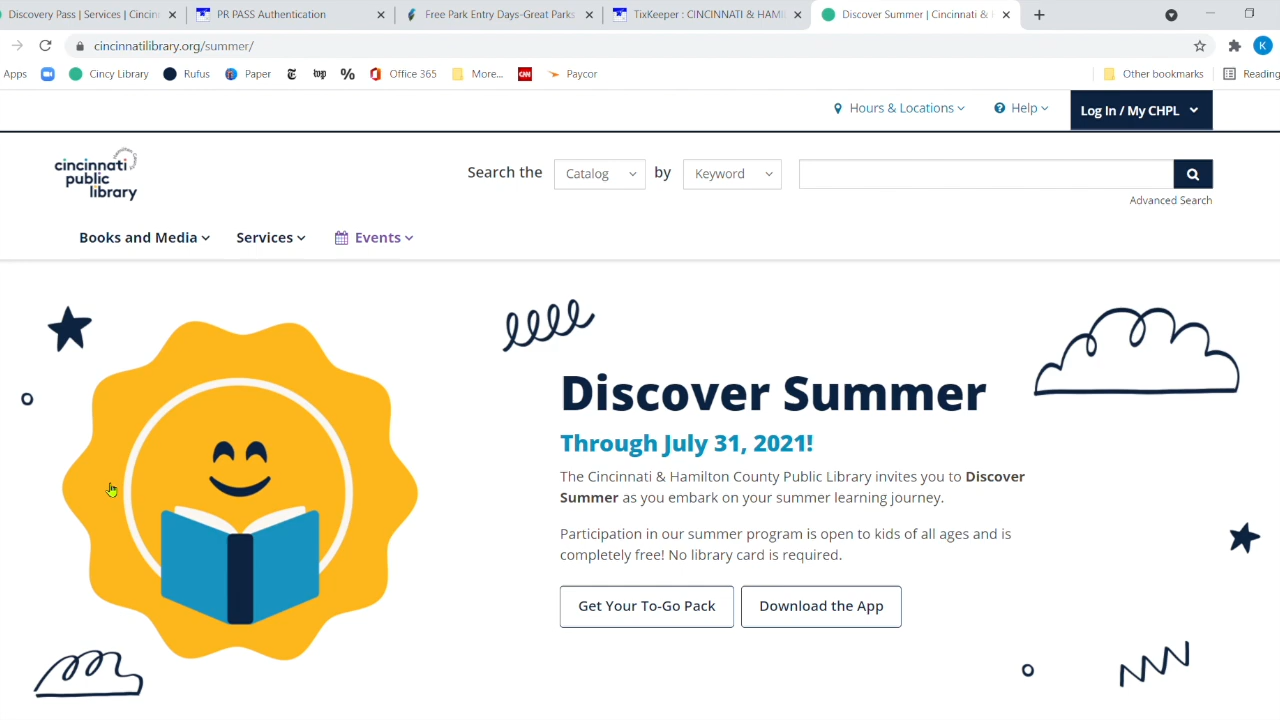 Discovery Pass | Services | Cincin
PR PASS Authentication
Free Park Entry Days-Great Parks
TixKeeper : CINCINNATI & HAMI
Discover Summer | Cincinnati &
cincinnatilibrary.org/summer/
K
Apps
Cincy Library
Rufus
Paper
Office 365
More...
CNN
Paycor
Other bookmarks
Reading
Hours & Locations
Help
Log In / My CHPL
cincinnati
public
library
Search the
Catalog
by
Keyword
Advanced Search
Books and Media
Services
Events
Discover Summer
Through July 31, 2021!
The Cincinnati & Hamilton County Public Library invites you to Discover
Summer as you embark on your summer learning journey.
Participation in our summer program is open to kids of all ages and is
completely free! No library card is required.
Get Your To-Go Pack
Download the App